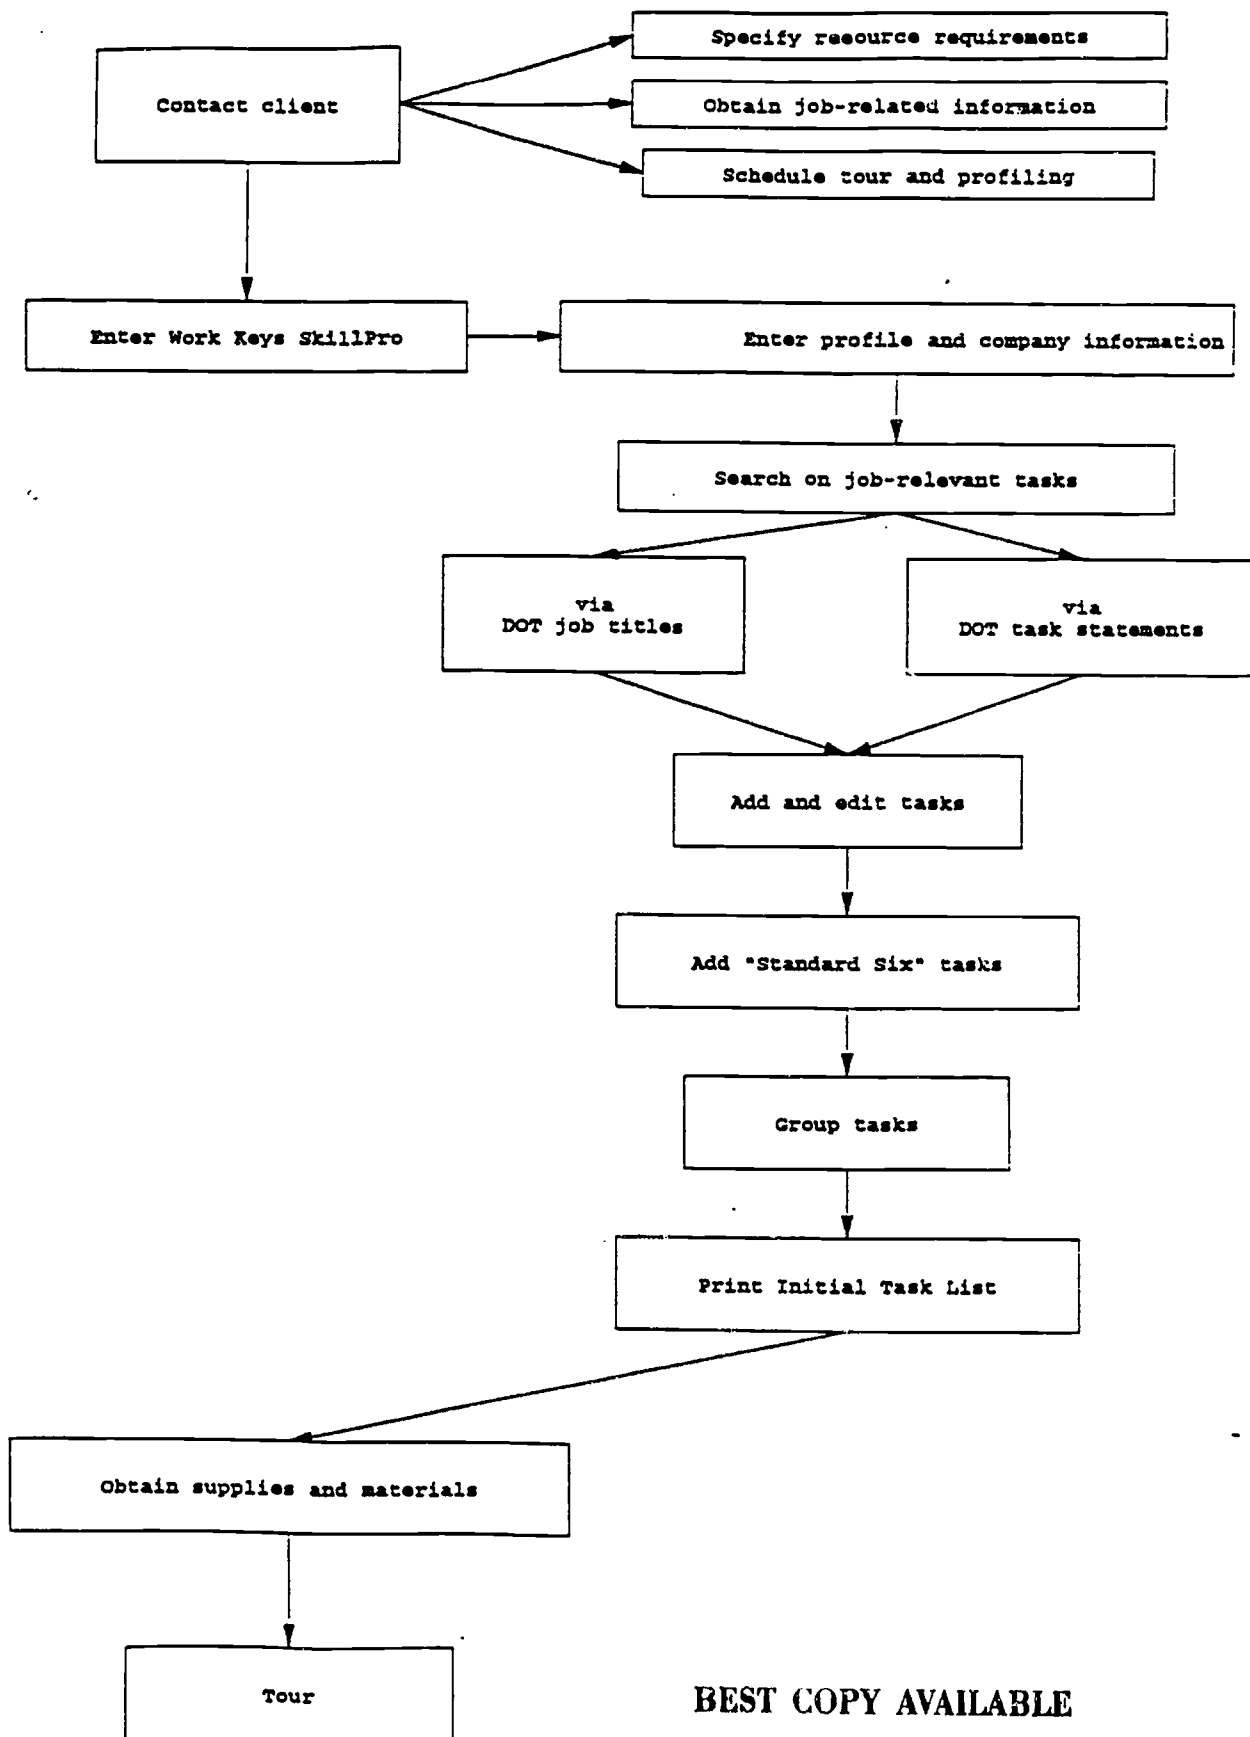 Specify resource requirements
Contact client
Obtain job-related information
Schedule tour and profiling
Enter Work Keys SkillPro
Enter profile and company information
Search on job-relevant tasks
via
DOT job titles
via
DOT task statements
Add and edit tasks
Add "Standard Six" tasks
Group tasks
Print Initial Task List
Obtain supplies and materials
Tour
BEST COPY AVAILABLE